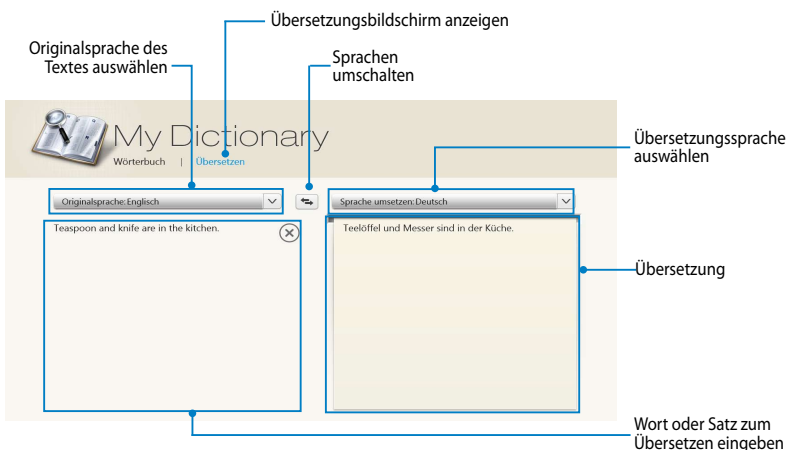 Übersetzungsbildschirm anzeigen
Originalsprache des
Textes auswählen
Sprachen
umschalten
My Dictionary
Wörterbuch | Übersetzen
Übersetzungssprache
auswählen
Originalsprache: Englisch
Sprache umsetzen: Deutsch
Teaspoon and knife are in the kitchen.
Teelöffel und Messer sind in der Küche.
Übersetzung
Wort oder Satz zum
Übersetzen eingeben